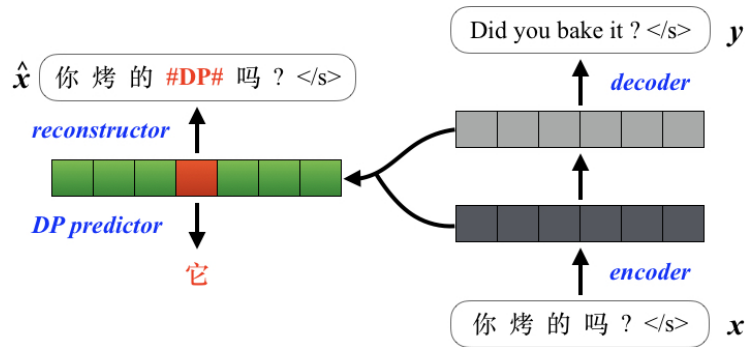 Did you bake it ? </s> y
x̂ 你 烤 的 #DP# 吗 ? </s>
decoder
reconstructor
DP predictor
encoder
它
你 烤 的 吗 ? </s> x